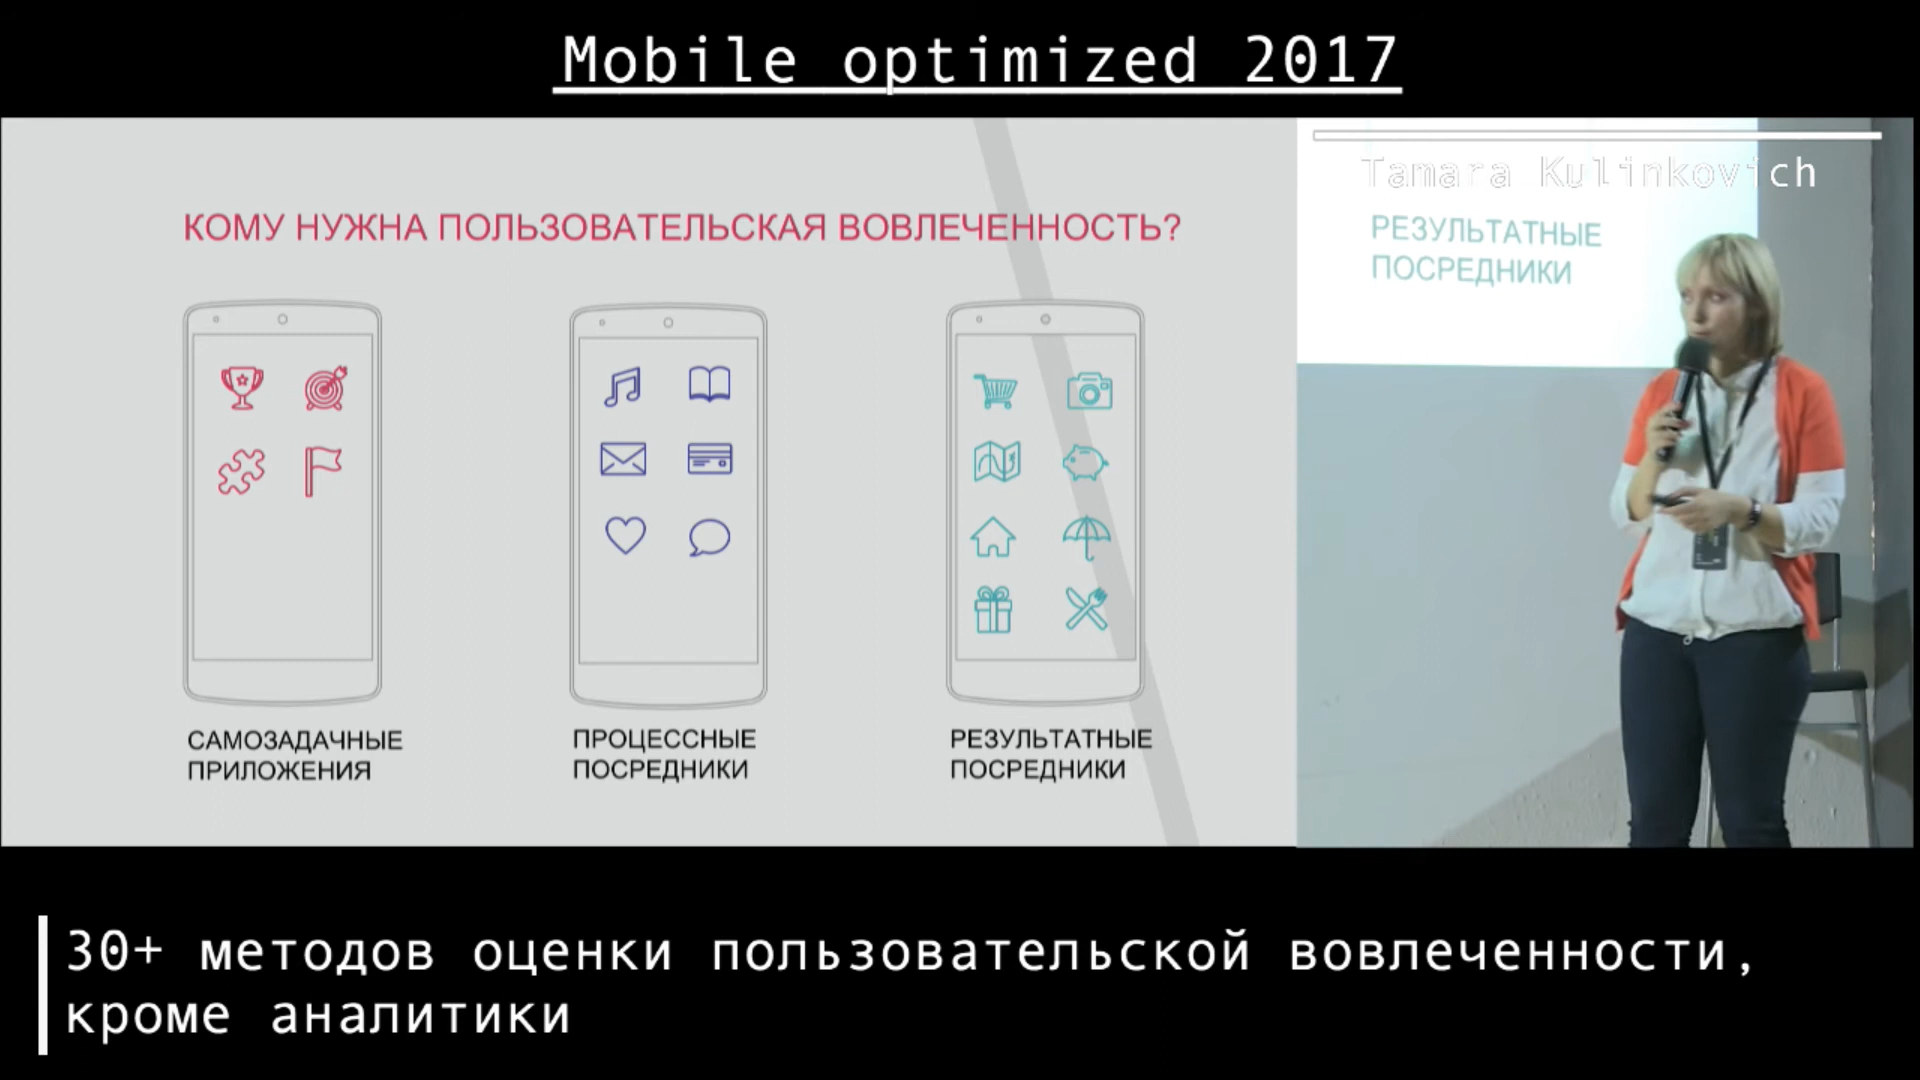 Mobile optimized 2017
Tamara Kulinkovich
КОМУ НУЖНА ПОЛЬЗОВАТЕЛЬСКАЯ ВОВЛЕЧЕННОСТЬ?
РЕЗУЛЬТАТНЫЕ
ПОСРЕДНИКИ
САМОЗАДАЧНЫЕ
ПРИЛОЖЕНИЯ
ПРОЦЕССНЫЕ
ПОСРЕДНИКИ
РЕЗУЛЬТАТНЫЕ
ПОСРЕДНИКИ
30+ методов оценки пользовательской вовлеченности,
кроме аналитики